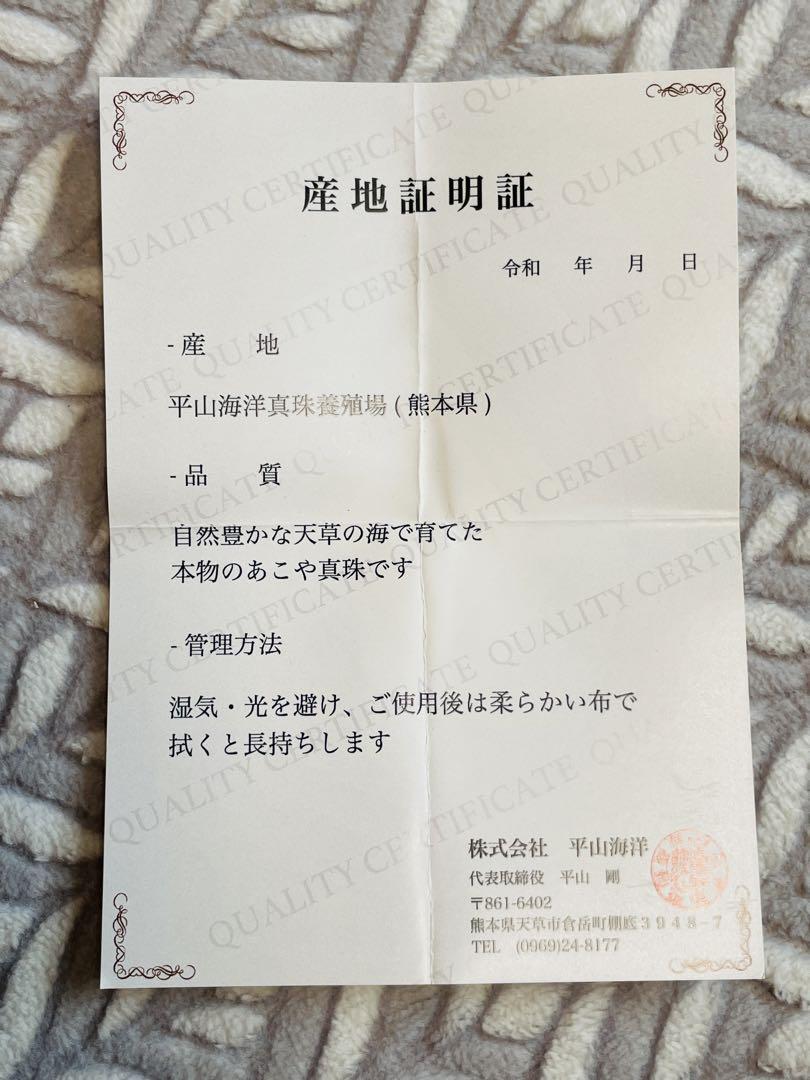 産地証明証
令和　年　月　日
- 産　地
平山海洋真珠養殖場 ( 熊本県 )
- 品　質
自然豊かな天草の海で育てた
本物のあこや真珠です
- 管理方法
湿気・光を避け、ご使用後は柔らかい布で
拭くと長持ちします
株式会社　平山海洋
代表取締役　平山　剛
〒861-6402
熊本県天草市倉岳町棚底３９４８−７
TEL　(0969)24-8177
QUALITY CERTIFICATE